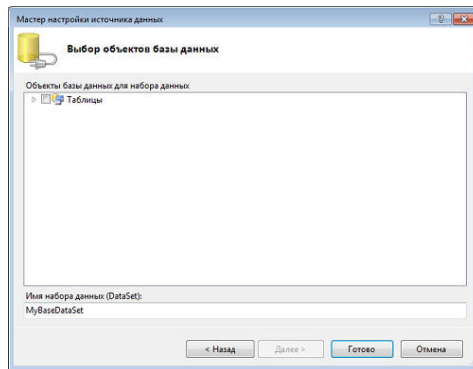 Мастер настройки источника данных
Выбор объектов базы данных
Объекты базы данных для набора данных
Таблицы
Имя набора данных (DataSet):
MyBaseDataSet
< Назад Далее > Готово Отмена